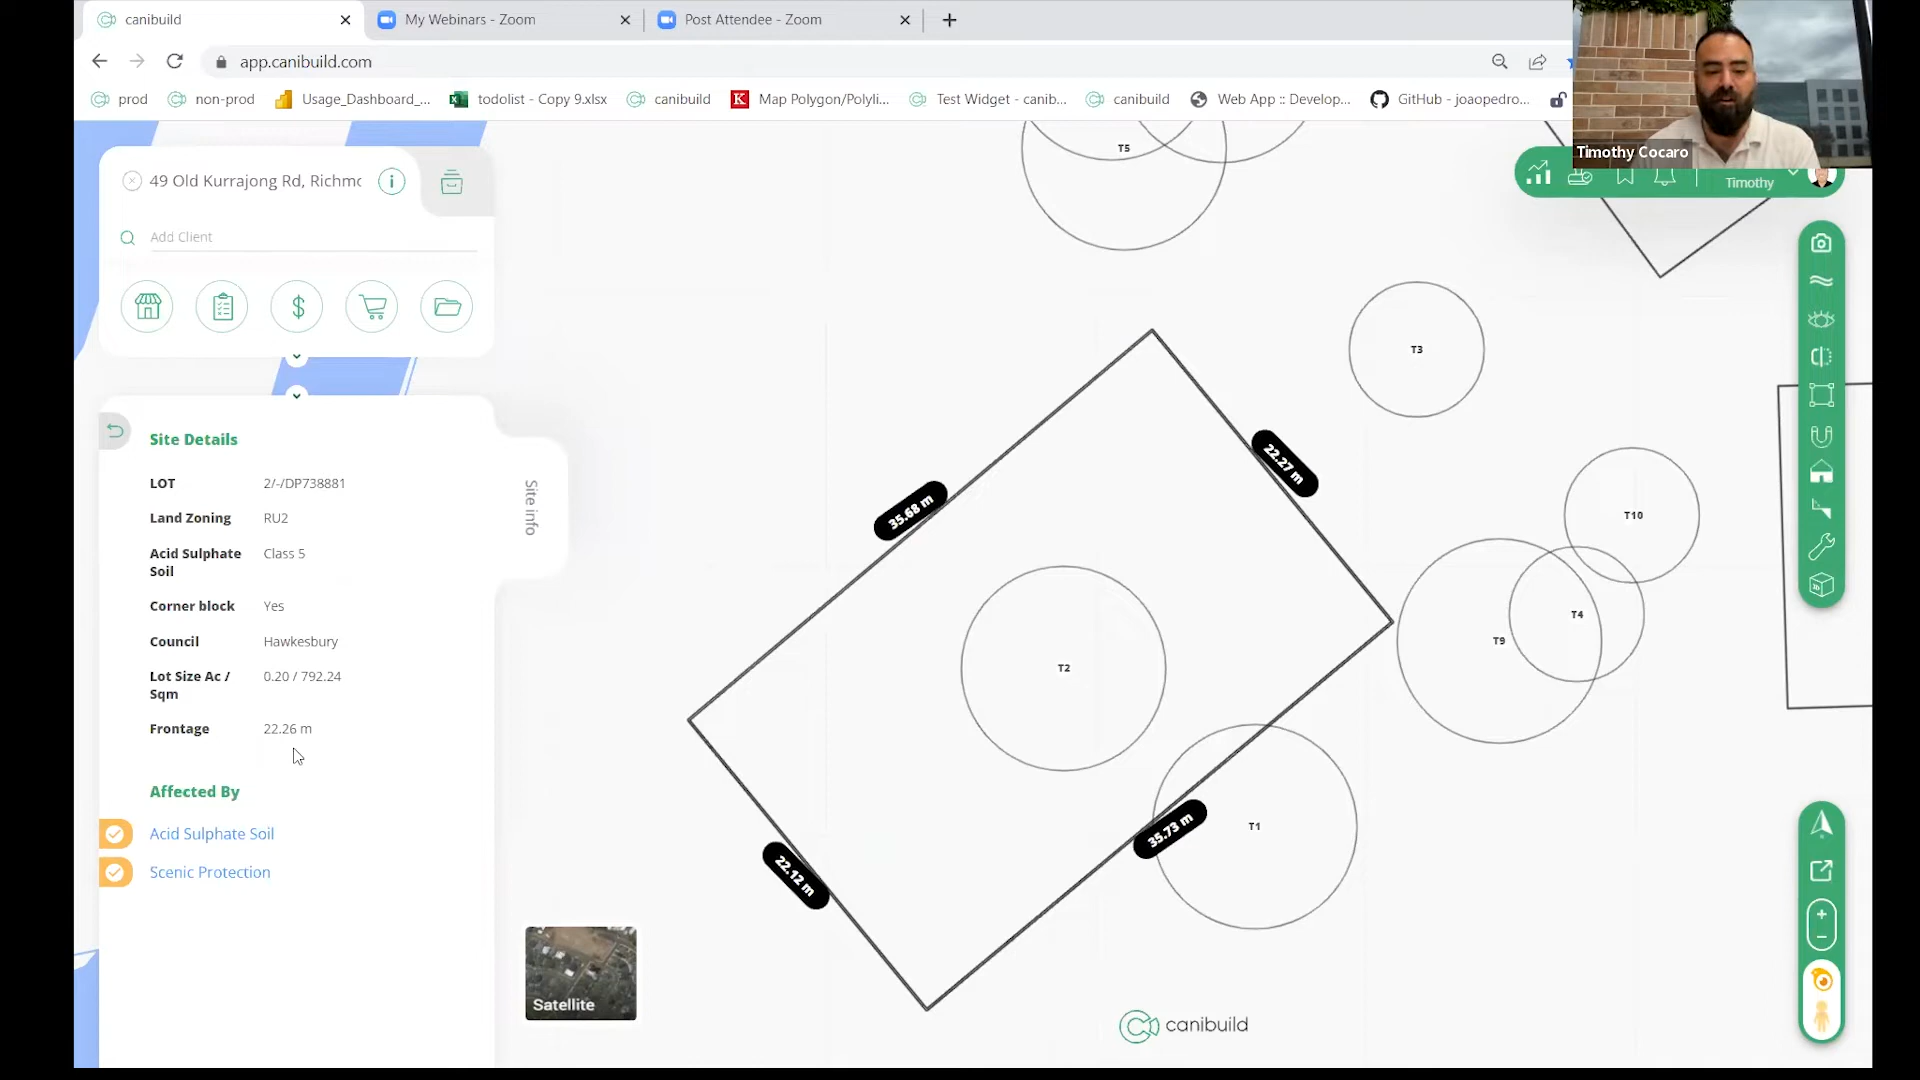 canibuild
My Webinars - Zoom
Post Attendee - Zoom
app.canibuild.com
prod
non-prod
Usage_Dashboard_...
todolist - Copy 9.xlsx
canibuild
Map Polygon/Polyli...
Test Widget - canib...
canibuild
Web App :: Develop...
GitHub - joaopedro...
Timothy Cocaro
Timothy
49 Old Kurrajong Rd, Richmo
Add Client
Site Details
LOT 2/-/DP738881
Land Zoning RU2
Acid Sulphate Class 5
Soil
Corner block Yes
Council Hawkesbury
Lot Size Ac / 0.20 / 792.24
Sqm
Frontage 22.26 m
Affected By
Acid Sulphate Soil
Scenic Protection
Site info
T5
T3
22.27 m
35.68 m
T10
T4
T9
T2
T1
35.73 m
22.12 m
Satellite
canibuild
3D